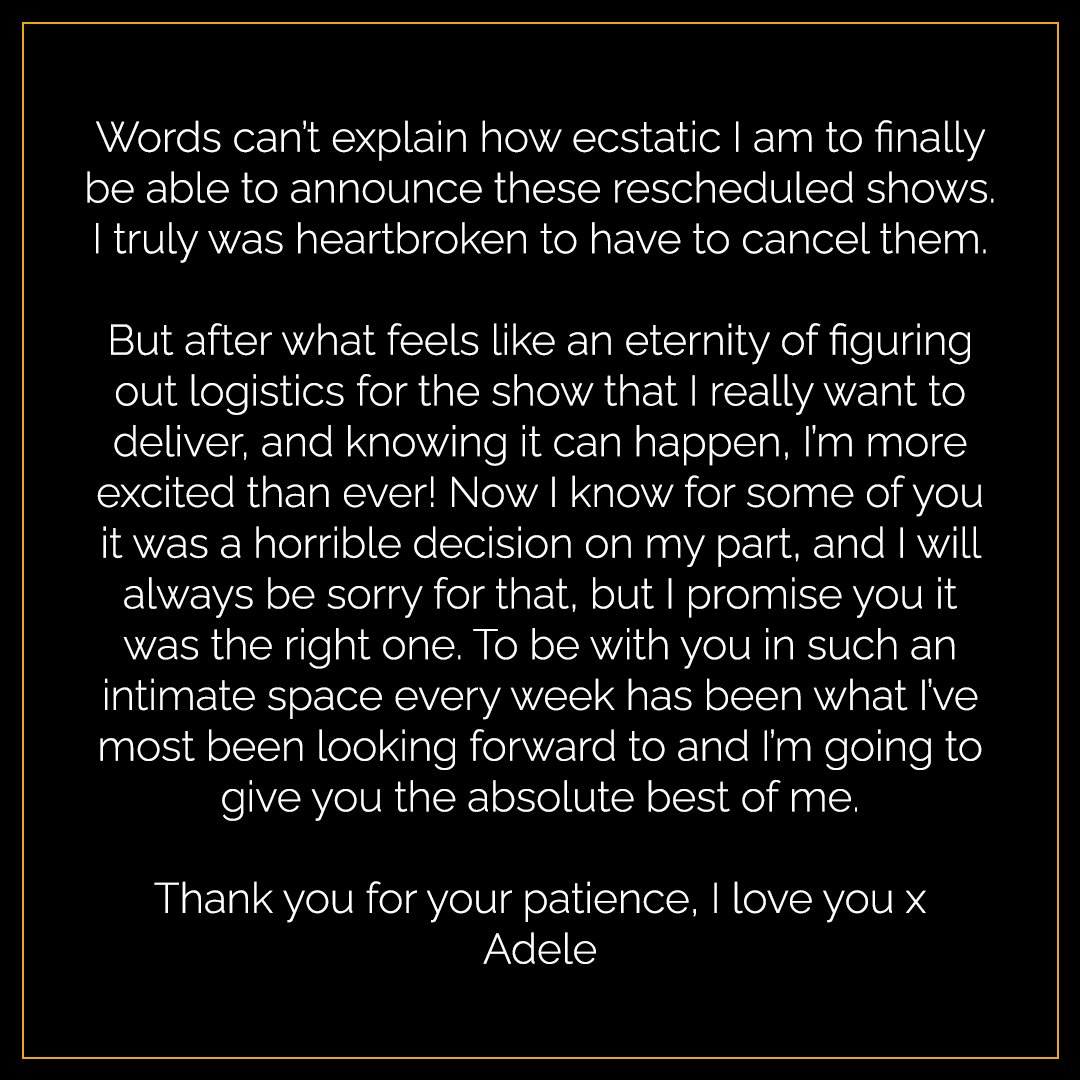 Words can’t explain how ecstatic I am to finally
be able to announce these rescheduled shows.
I truly was heartbroken to have to cancel them.
But after what feels like an eternity of figuring
out logistics for the show that I really want to
deliver, and knowing it can happen, I’m more
excited than ever! Now I know for some of you
it was a horrible decision on my part, and I will
always be sorry for that, but I promise you it
was the right one. To be with you in such an
intimate space every week has been what I’ve
most been looking forward to and I’m going to
give you the absolute best of me.
Thank you for your patience, I love you x
Adele